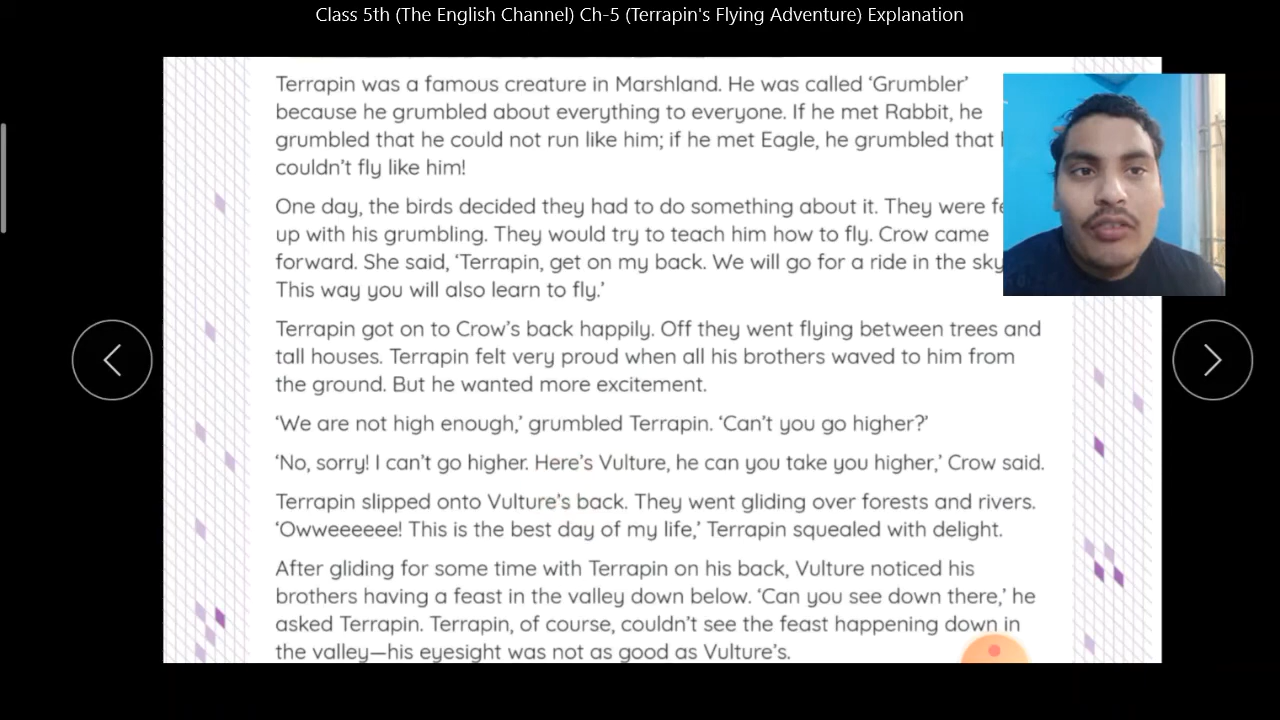 Class 5th (The English Channel) Ch-5 (Terrapin's Flying Adventure) Explanation
Terrapin was a famous creature in Marshland. He was called ‘Grumbler’
because he grumbled about everything to everyone. If he met Rabbit, he
grumbled that he could not run like him; if he met Eagle, he grumbled that
couldn’t fly like him!
One day, the birds decided they had to do something about it. They were
up with his grumbling. They would try to teach him how to fly. Crow came
forward. She said, ‘Terrapin, get on my back. We will go for a ride in the sky
This way you will also learn to fly.’
Terrapin got on to Crow’s back happily. Off they went flying between trees and
tall houses. Terrapin felt very proud when all his brothers waved to him from
the ground. But he wanted more excitement.
‘We are not high enough,’ grumbled Terrapin. ‘Can’t you go higher?’
‘No, sorry! I can’t go higher. Here’s Vulture, he can you take you higher,’ Crow said.
Terrapin slipped onto Vulture’s back. They went gliding over forests and rivers.
‘Owweeeeee! This is the best day of my life,’ Terrapin squealed with delight.
After gliding for some time with Terrapin on his back, Vulture noticed his
brothers having a feast in the valley down below. ‘Can you see down there,’ he
asked Terrapin. Terrapin, of course, couldn’t see the feast happening down in
the valley—his eyesight was not as good as Vulture’s.